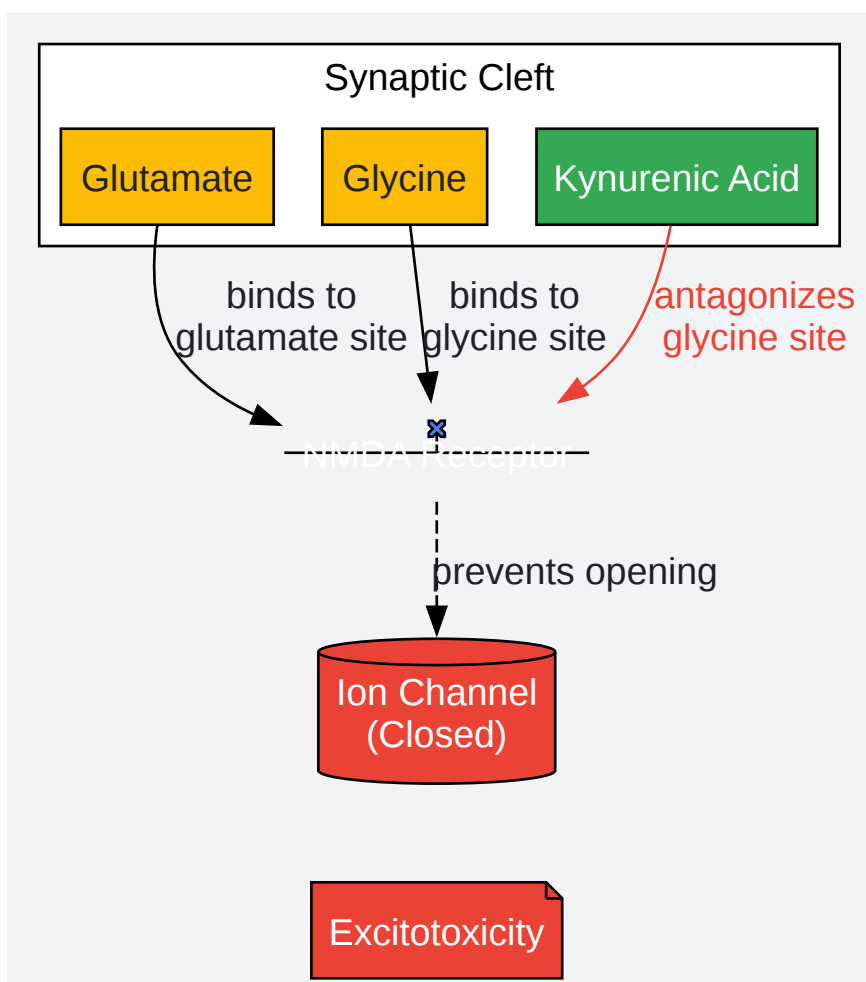 Synaptic Cleft
Glutamate
Glycine
Kynurenic Acid
binds to
glutamate site
binds to
glycine site
antagonizes
glycine site
NMDA Receptor
prevents opening
Ion Channel
(Closed)
Excitotoxicity